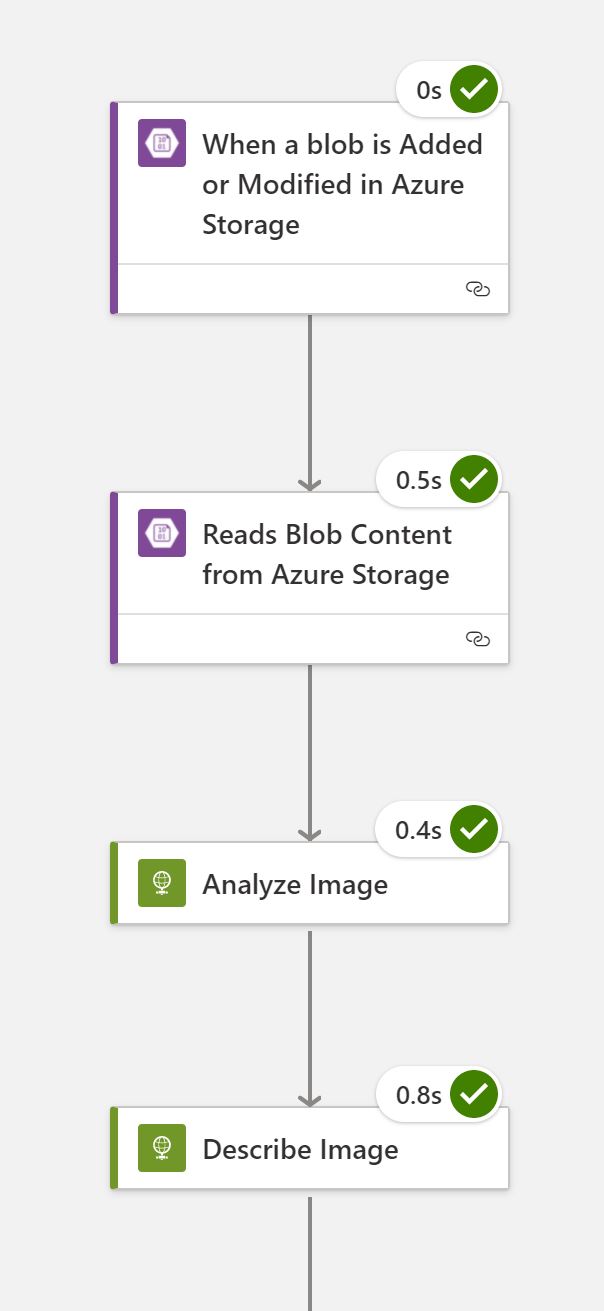 0s
When a blob is Added
or Modified in Azure
Storage
0.5s
Reads Blob Content
from Azure Storage
0.4s
Analyze Image
0.8s
Describe Image